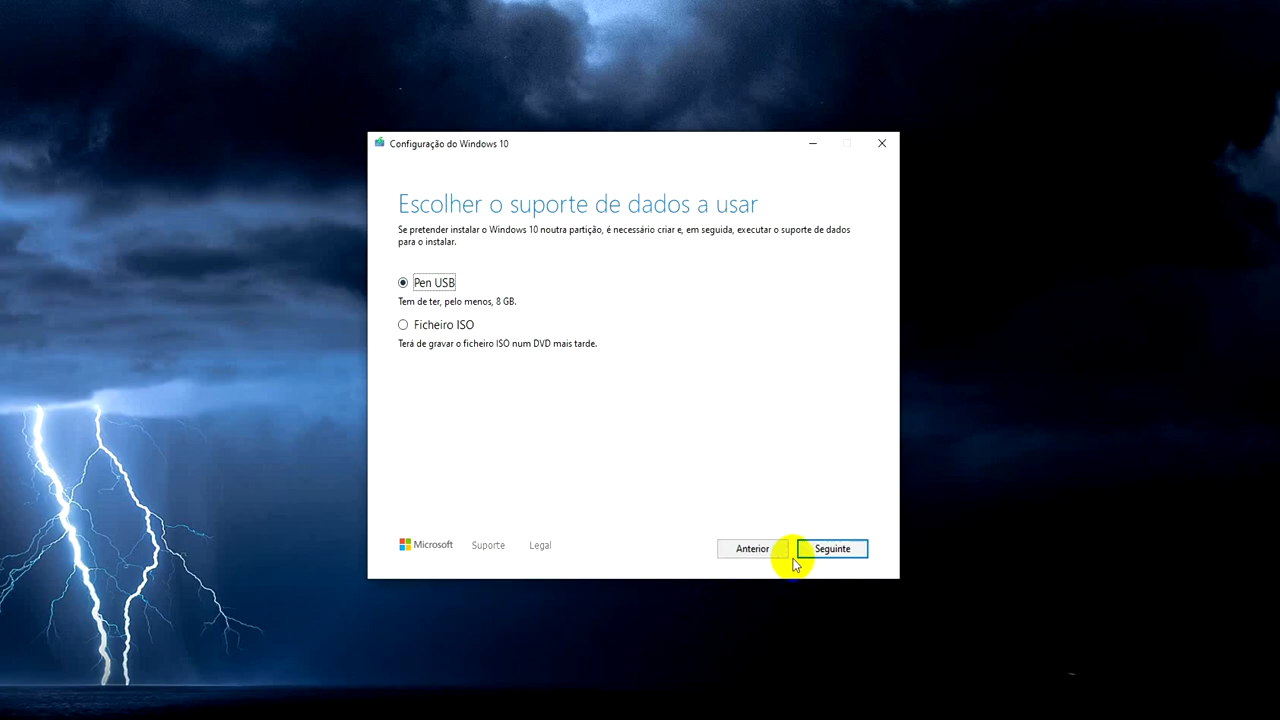 Configuração do Windows 10
Escolher o suporte de dados a usar
Se pretender instalar o Windows 10 noutra partição, é necessário criar e, em seguida, executar o suporte de dados
para o instalar.
Pen USB
Tem de ter, pelo menos, 8 GB.
Ficheiro ISO
Terá de gravar o ficheiro ISO num DVD mais tarde.
Microsoft Suporte Legal Anterior Seguinte